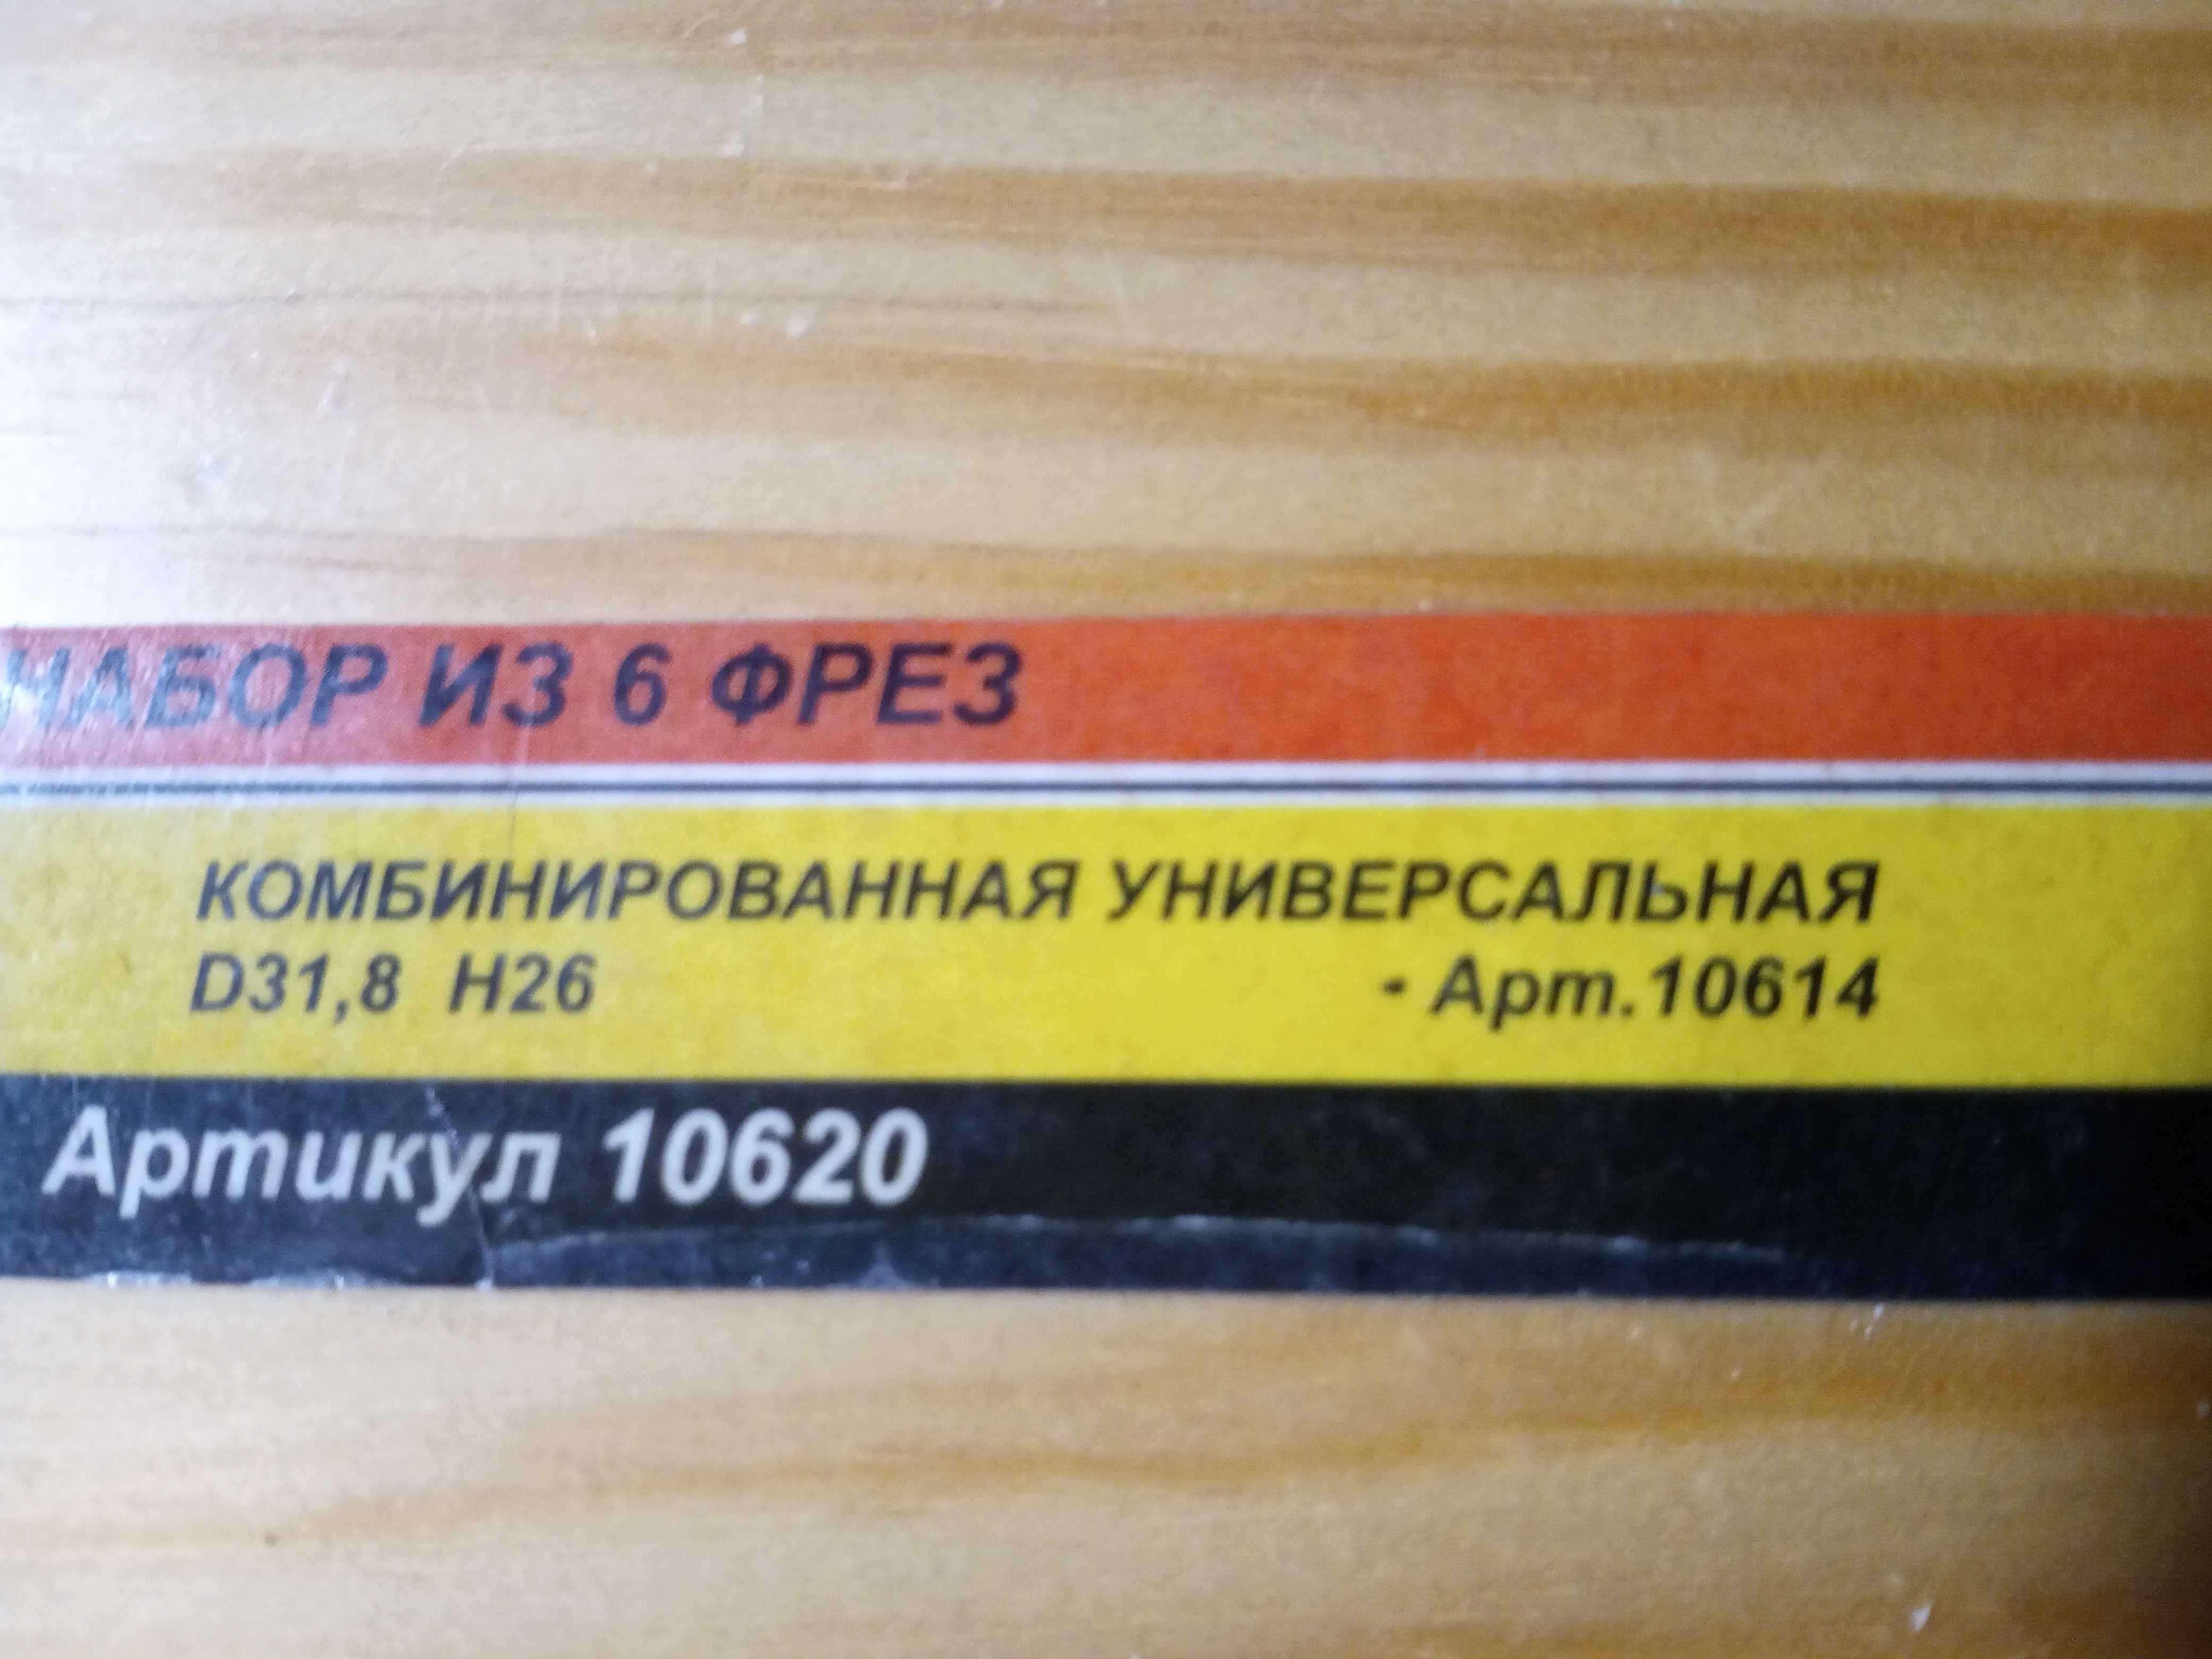 НАБОР ИЗ 6 ФРЕЗ
КОМБИНИРОВАННАЯ УНИВЕРСАЛЬНАЯ
D31,8 H26 • Арт.10614
Артикул 10620